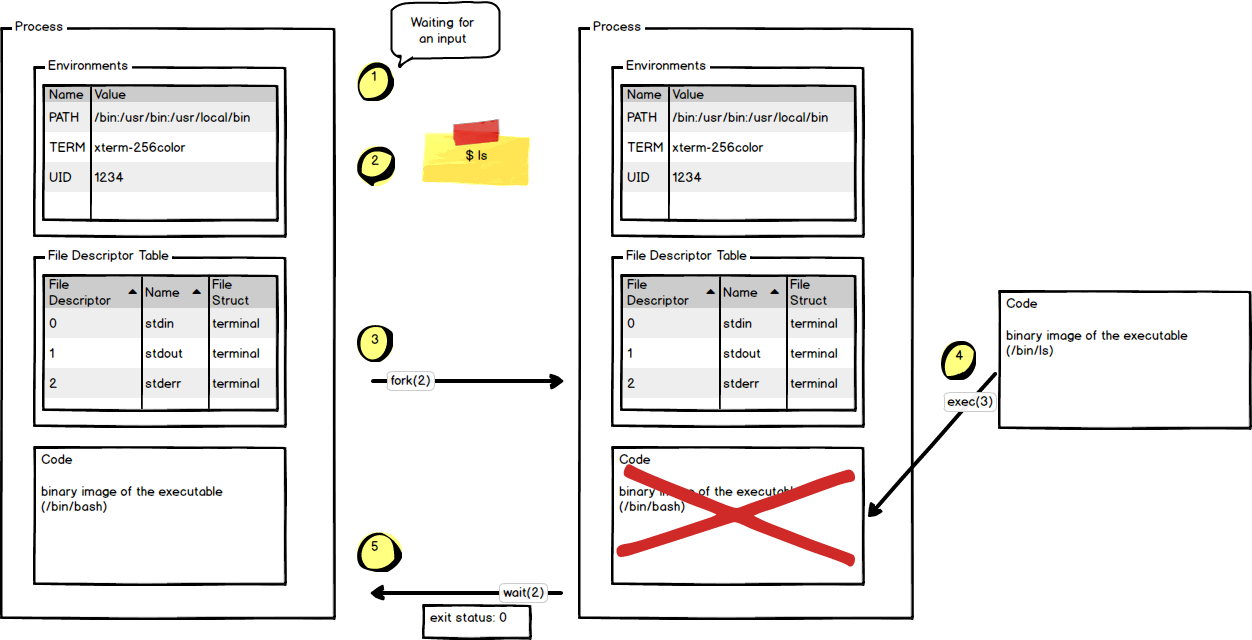 Process
Environments
Name Value
PATH /bin:/usr/bin:/usr/local/bin
TERM xterm-256color
UID 1234
File Descriptor Table
File
Descriptor
Name
File
Struct
0 stdin terminal
1 stdout terminal
2 stderr terminal
Code
binary image of the executable
(/bin/bash)
Waiting for
an input
1
2
$ ls
3
fork(2)
5
wait(2)
exit status: 0
Process
Environments
Name Value
PATH /bin:/usr/bin:/usr/local/bin
TERM xterm-256color
UID 1234
File Descriptor Table
File
Descriptor
Name
File
Struct
0 stdin terminal
1 stdout terminal
2 stderr terminal
Code
binary image of the executable
(/bin/bash)
4
exec(3)
Code
binary image of the executable
(/bin/ls)